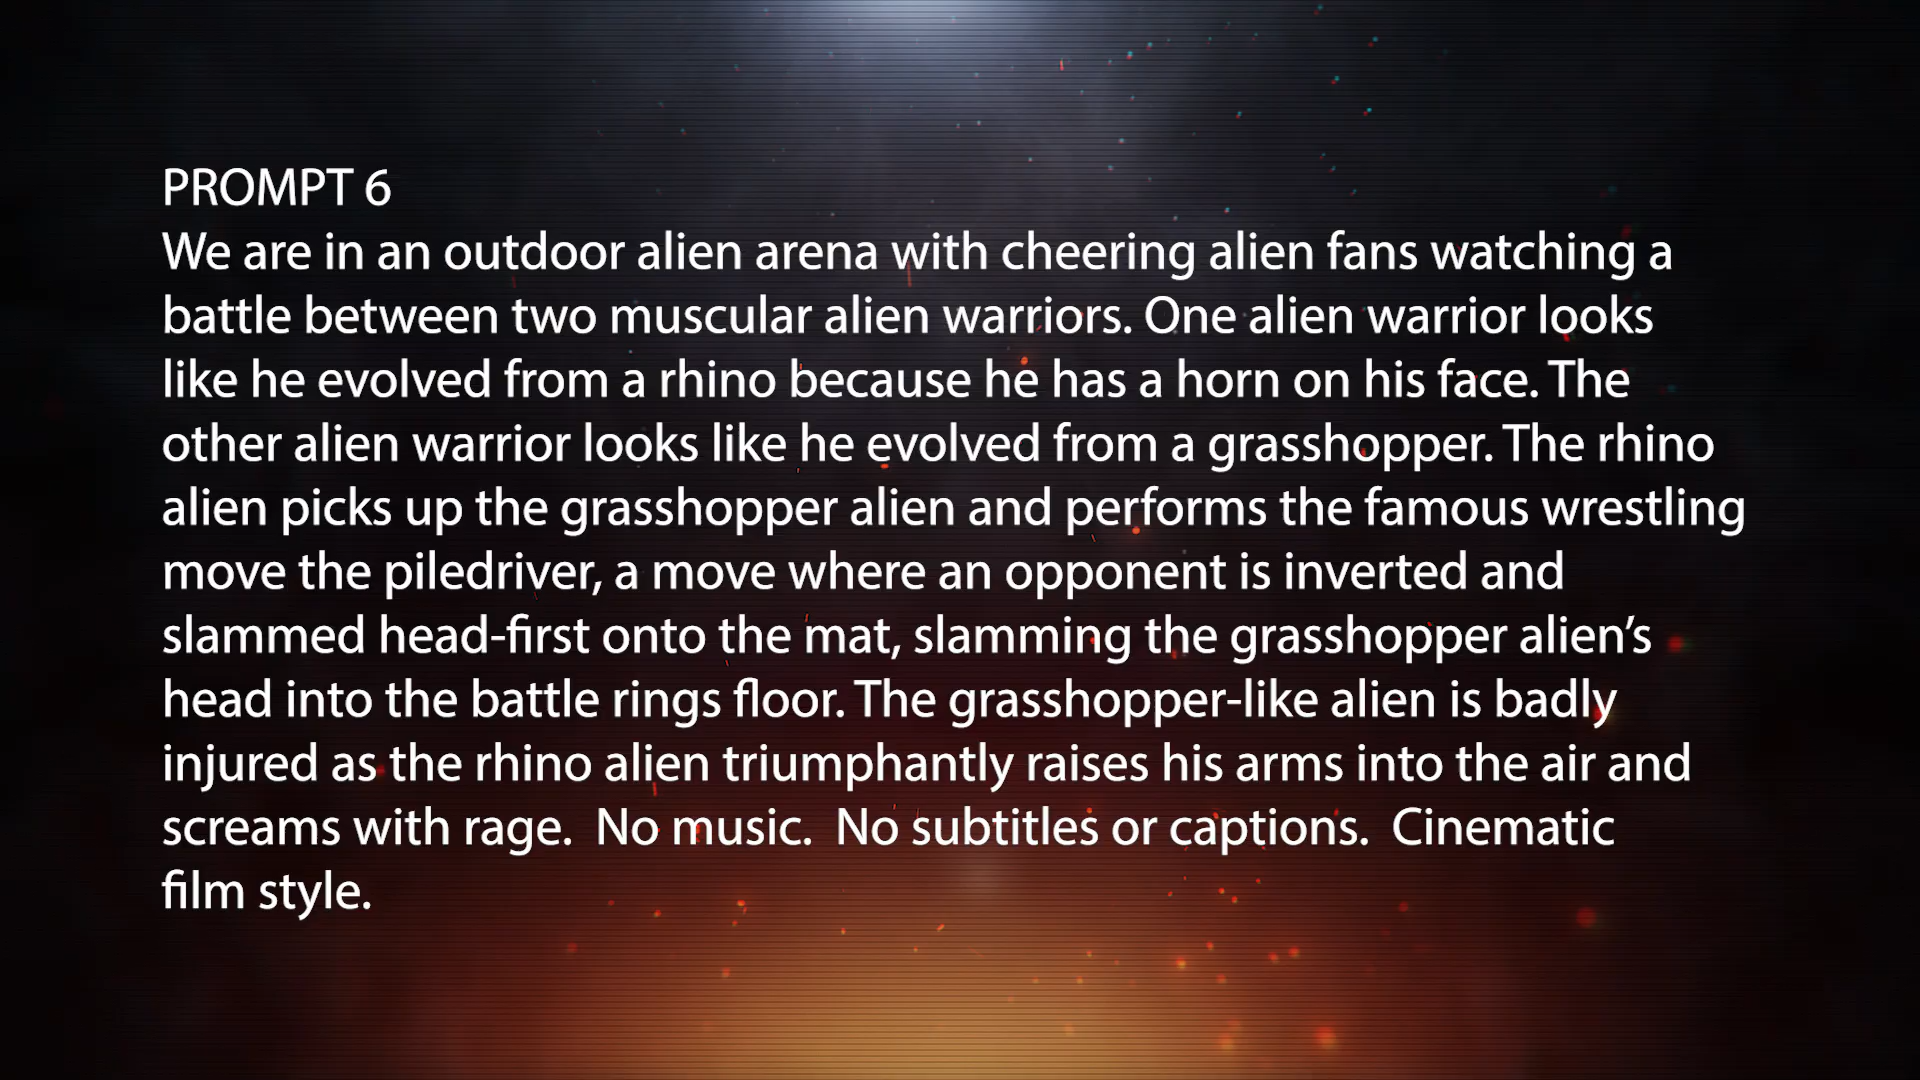 PROMPT 6
We are in an outdoor alien arena with cheering alien fans watching a
battle between two muscular alien warriors. One alien warrior looks
like he evolved from a rhino because he has a horn on his face. The
other alien warrior looks like he evolved from a grasshopper. The rhino
alien picks up the grasshopper alien and performs the famous wrestling
move the piledriver, a move where an opponent is inverted and
slammed head-first onto the mat, slamming the grasshopper alien’s
head into the battle rings floor. The grasshopper-like alien is badly
injured as the rhino alien triumphantly raises his arms into the air and
screams with rage.  No music.  No subtitles or captions.  Cinematic
film style.